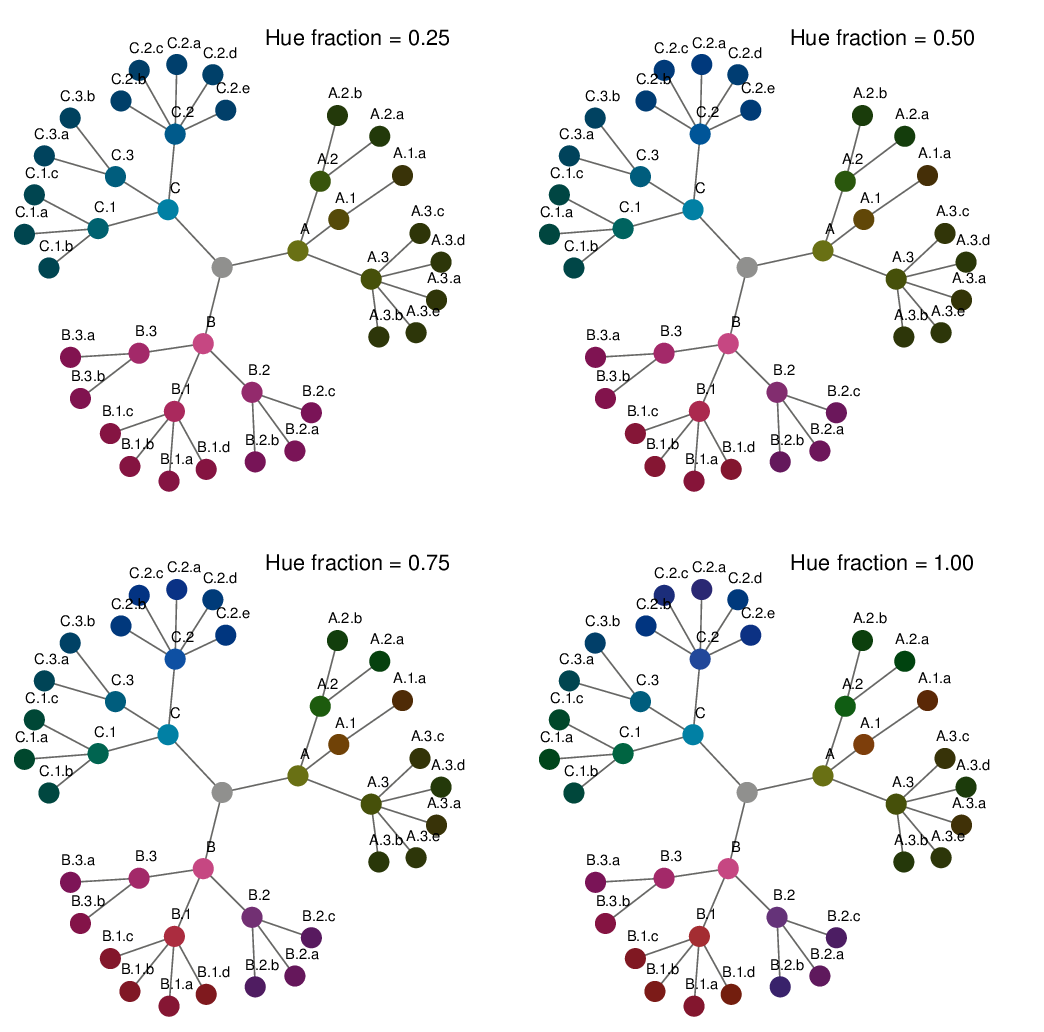 Hue fraction = 0.25
C.2.c
C.2.a
C.2.d
C.2.b
C.2.e
C.2
C.3.b
C.3.a
C.3
C.1.c
C.1.a
C.1
C.1.b
C
A.2.b
A.2.a
A.2
A.1.a
A.1
A
A.3.c
A.3.d
A.3
A.3.a
A.3.b
A.3.e
B
B.3.a
B.3
B.3.b
B.1
B.2
B.2.c
B.1.c
B.1.b
B.1.a
B.1.d
B.2.b
B.2.a
Hue fraction = 0.50
C.2.c
C.2.a
C.2.d
C.2.b
C.2.e
C.2
C.3.b
C.3.a
C.3
C.1.c
C.1.a
C.1
C.1.b
C
A.2.b
A.2.a
A.2
A.1.a
A.1
A
A.3.c
A.3.d
A.3
A.3.a
A.3.b
A.3.e
B
B.3.a
B.3
B.3.b
B.1
B.2
B.2.c
B.1.c
B.1.b
B.1.a
B.1.d
B.2.b
B.2.a
Hue fraction = 0.75
C.2.c
C.2.a
C.2.d
C.2.b
C.2.e
C.2
C.3.b
C.3.a
C.3
C.1.c
C.1.a
C.1
C.1.b
C
A.2.b
A.2.a
A.2
A.1.a
A.1
A
A.3.c
A.3.d
A.3
A.3.a
A.3.b
A.3.e
B
B.3.a
B.3
B.3.b
B.1
B.2
B.2.c
B.1.c
B.1.b
B.1.a
B.1.d
B.2.b
B.2.a
Hue fraction = 1.00
C.2.c
C.2.a
C.2.d
C.2.b
C.2.e
C.2
C.3.b
C.3.a
C.3
C.1.c
C.1.a
C.1
C.1.b
C
A.2.b
A.2.a
A.2
A.1.a
A.1
A
A.3.c
A.3.d
A.3
A.3.a
A.3.b
A.3.e
B
B.3.a
B.3
B.3.b
B.1
B.2
B.2.c
B.1.c
B.1.b
B.1.a
B.1.d
B.2.b
B.2.a